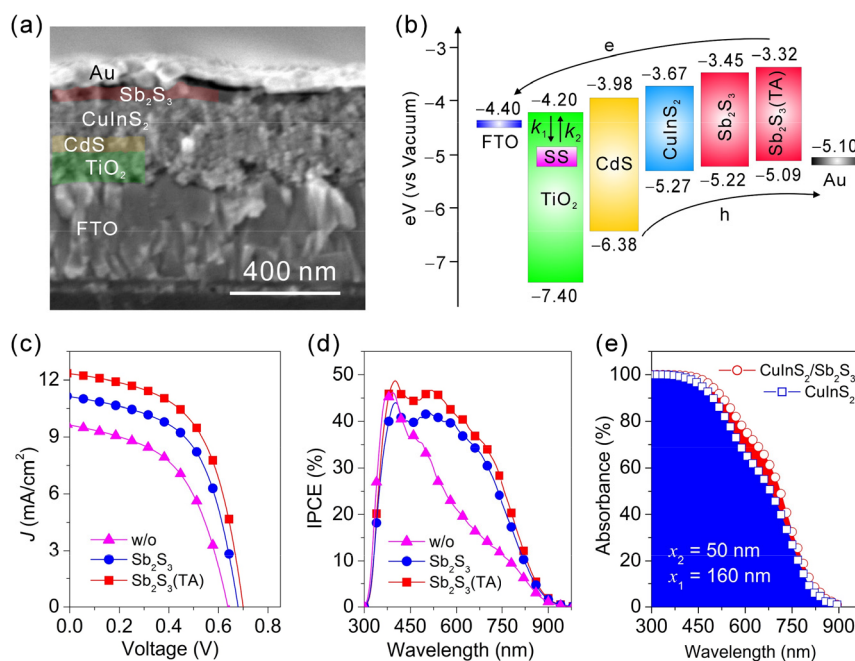 (a)
Au
Sb₂S₃
CuInS₂
CdS
TiO₂
FTO
400 nm
(b)
eV (vs Vacuum)
−3
−4
−5
−6
−7
e
−4.40
FTO
−4.20
k₁
k₂
SS
TiO₂
−7.40
−3.98
CdS
−6.38
−3.67
CuInS₂
−5.27
−3.45
Sb₂S₃
−5.22
−3.32
Sb₂S₃(TA)
−5.09
−5.10
Au
h
(c)
J (mA/cm²)
12
9
6
3
0
w/o
Sb₂S₃
Sb₂S₃(TA)
0.0 0.2 0.4 0.6 0.8
Voltage (V)
(d)
IPCE (%)
50
40
30
20
10
0
w/o
Sb₂S₃
Sb₂S₃(TA)
300 450 600 750 900
Wavelength (nm)
(e)
CuInS₂/Sb₂S₃
CuInS₂
Absorbance (%)
100
80
60
40
20
0
x₂ = 50 nm
x₁ = 160 nm
300 450 600 750 900
Wavelength (nm)